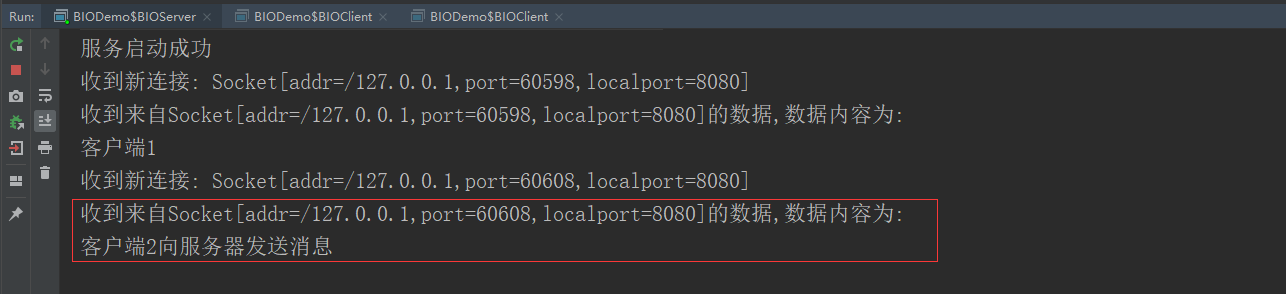 Run: BIODemo$BIOServer × BIODemo$BIOClient × BIODemo$BIOClient ×
服务启动成功
收到新连接: Socket[addr=/127.0.0.1,port=60598,localport=8080]
收到来自Socket[addr=/127.0.0.1,port=60598,localport=8080]的数据,数据内容为:
客户端1
收到新连接: Socket[addr=/127.0.0.1,port=60608,localport=8080]
收到来自Socket[addr=/127.0.0.1,port=60608,localport=8080]的数据,数据内容为:
客户端2向服务器发送消息